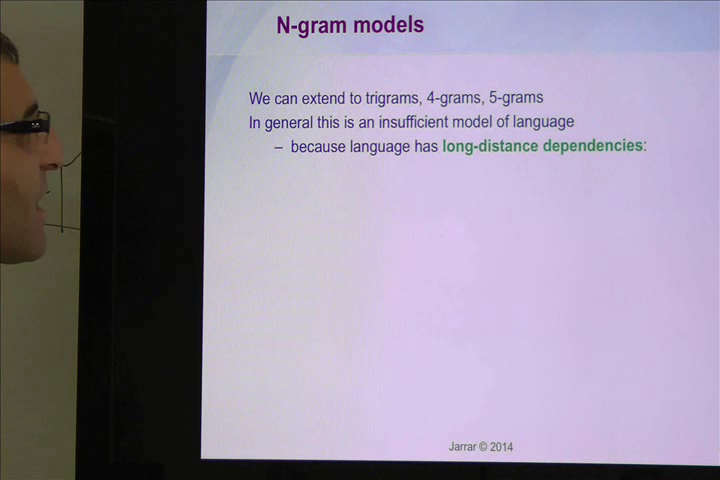 N-gram models
We can extend to trigrams, 4-grams, 5-grams
In general this is an insufficient model of language
– because language has long-distance dependencies:
Jarrar © 2014